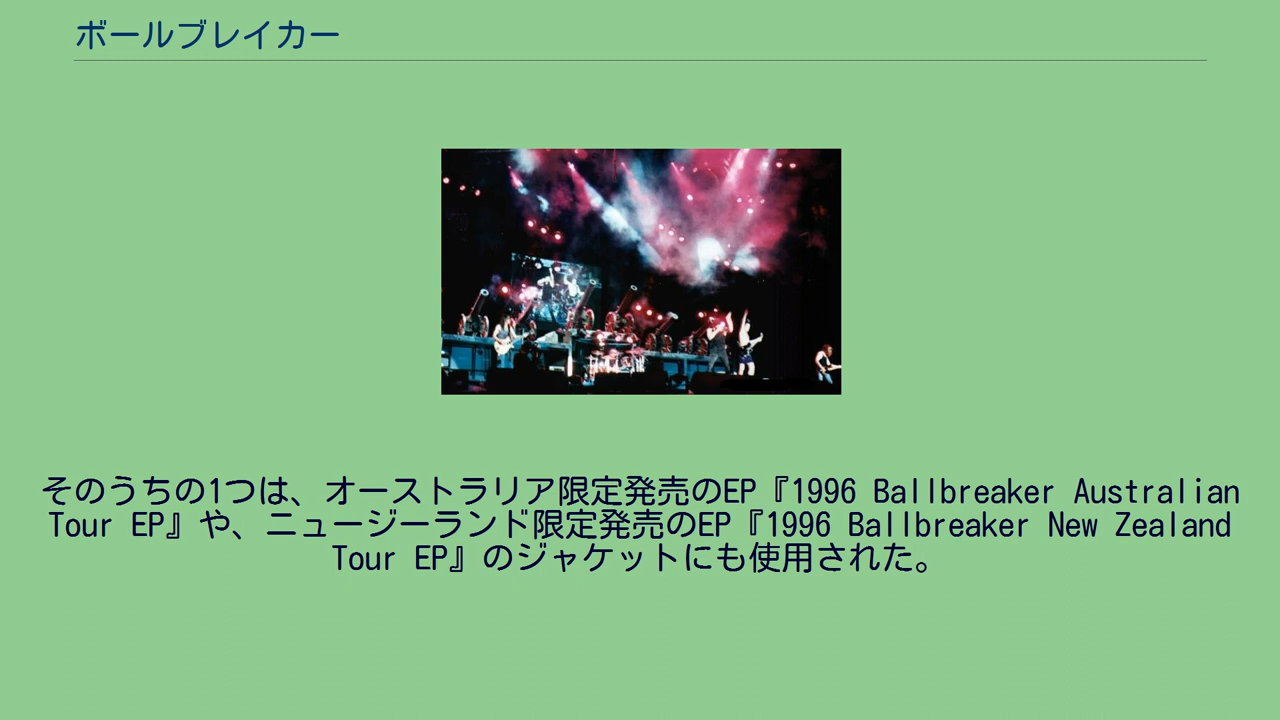 ボールブレイカー
そのうちの1つは、オーストラリア限定発売のEP『1996 Ballbreaker Australian
Tour EP』や、ニュージーランド限定発売のEP『1996 Ballbreaker New Zealand
Tour EP』のジャケットにも使用された。